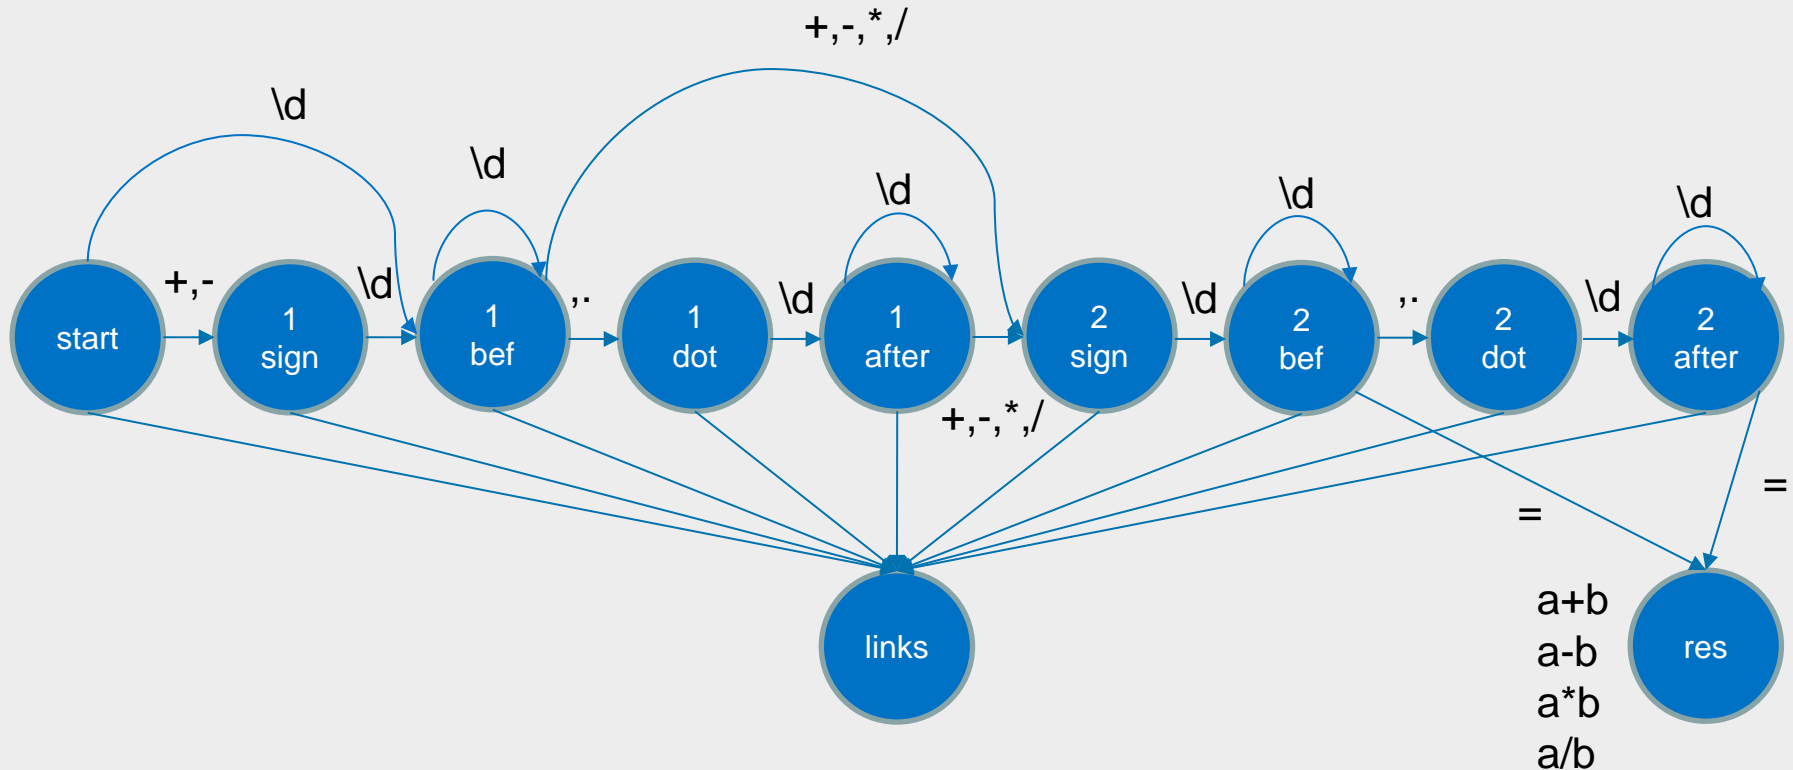 +,-,*,/
\d
\d
\d
\d
\d
+,-
\d
,.
\d
\d
,.
\d
start
1
sign
1
bef
1
dot
1
after
2
sign
2
bef
2
dot
2
after
+,-,*,/
=
=
links
a+b
a-b
a*b
a/b
res